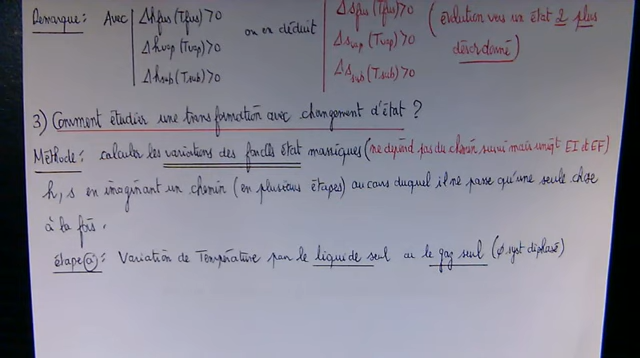 Remarque : Avec Δhfus (Tfus) >0 Δsfus (Tfus) >0 (évolution vers un état 2 plus
Δhvap (Tvap) >0 on en déduit Δsvap (Tvap) >0 désordonné)
Δhsub (Tsub) >0 Δssub (Tsub) >0
3) Comment étudier une transformation avec changement d'état ?
Méthode : calculer les variations des fonctions d'état massiques (ne dépend pas du chemin suivi mais uniqt EI et EF)
h, s en imaginant un chemin (en plusieurs étapes) au cours duquel il ne se passe qu'une seule chose
à la fois.
étape (a) : Variation de Température pour le liquide seul ou le gaz seul (∅ syst diphasé)